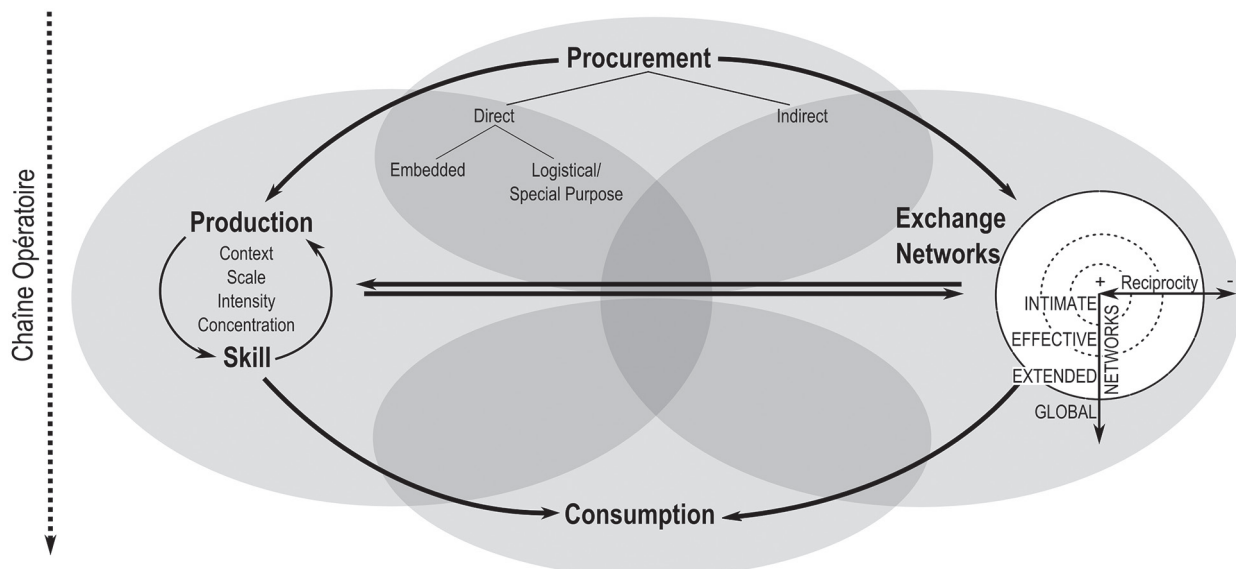 Chaîne Opératoire
Procurement
Direct
Indirect
Embedded
Logistical/
Special Purpose
Production
Context
Scale
Intensity
Concentration
Skill
Exchange
Networks
+
Reciprocity
-
INTIMATE
EFFECTIVE
EXTENDED
GLOBAL
NETWORKS
Consumption